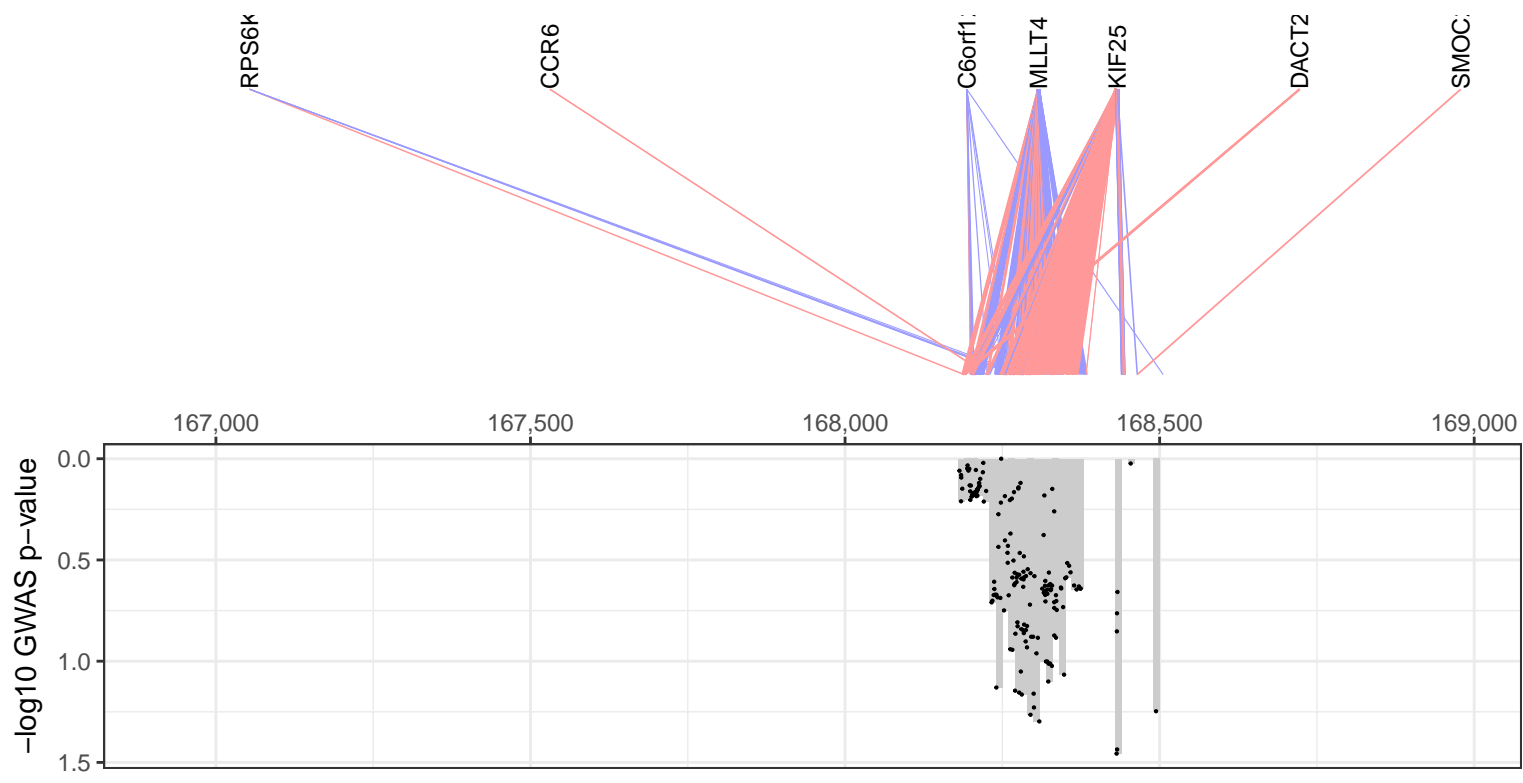 RPS6K
CCR6
C6orf1
MLLT4
KIF25
DACT2
SMOC
167,000
167,500
168,000
168,500
169,000
0.0
0.5
1.0
1.5
−log10 GWAS p−value